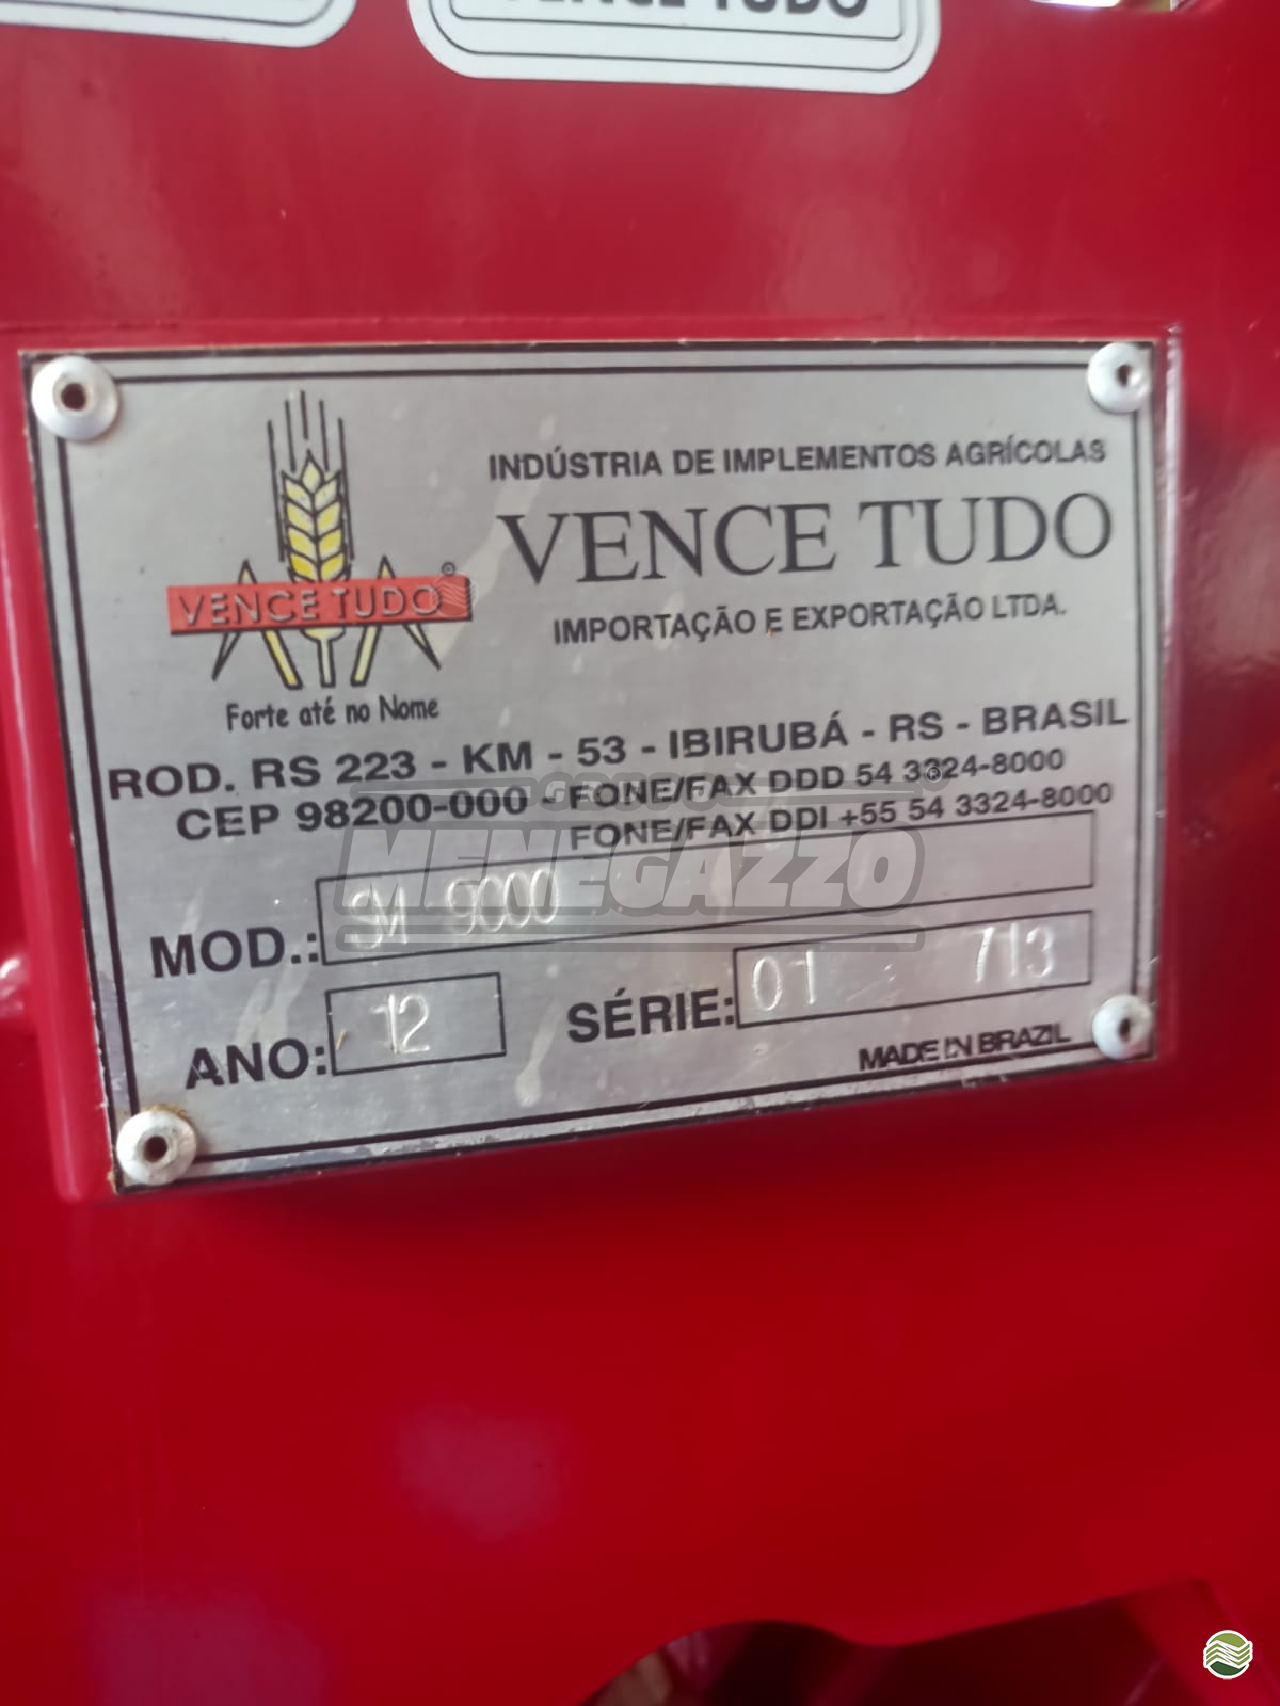 VENCE TUDO
INDÚSTRIA DE IMPLEMENTOS AGRÍCOLAS
VENCE TUDO
IMPORTAÇÃO E EXPORTAÇÃO LTDA.
VENCE TUDO ®
Forte até no Nome
ROD. RS 223 - KM - 53 - IBIRUBÁ - RS - BRASIL
CEP 98200-000 - FONE/FAX DDD 54 3324-8000
FONE/FAX DDI +55 54 3324-8000
GRUPO
MENEGAZZO
MOD.: SM 9000
ANO: 12 SÉRIE: 01 713
MADE IN BRAZIL